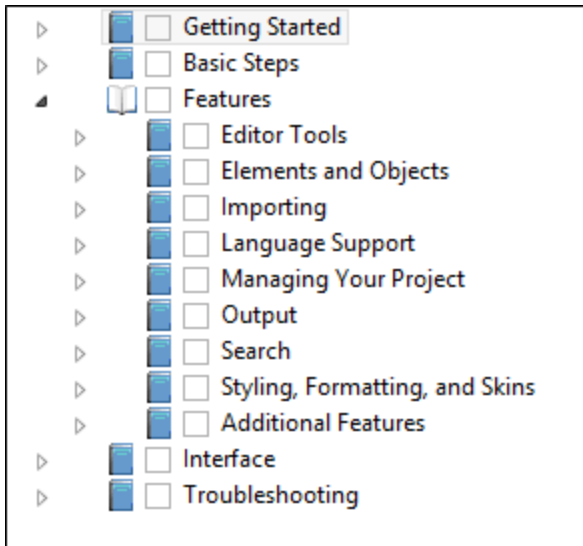 Getting Started
Basic Steps
Features
Editor Tools
Elements and Objects
Importing
Language Support
Managing Your Project
Output
Search
Styling, Formatting, and Skins
Additional Features
Interface
Troubleshooting